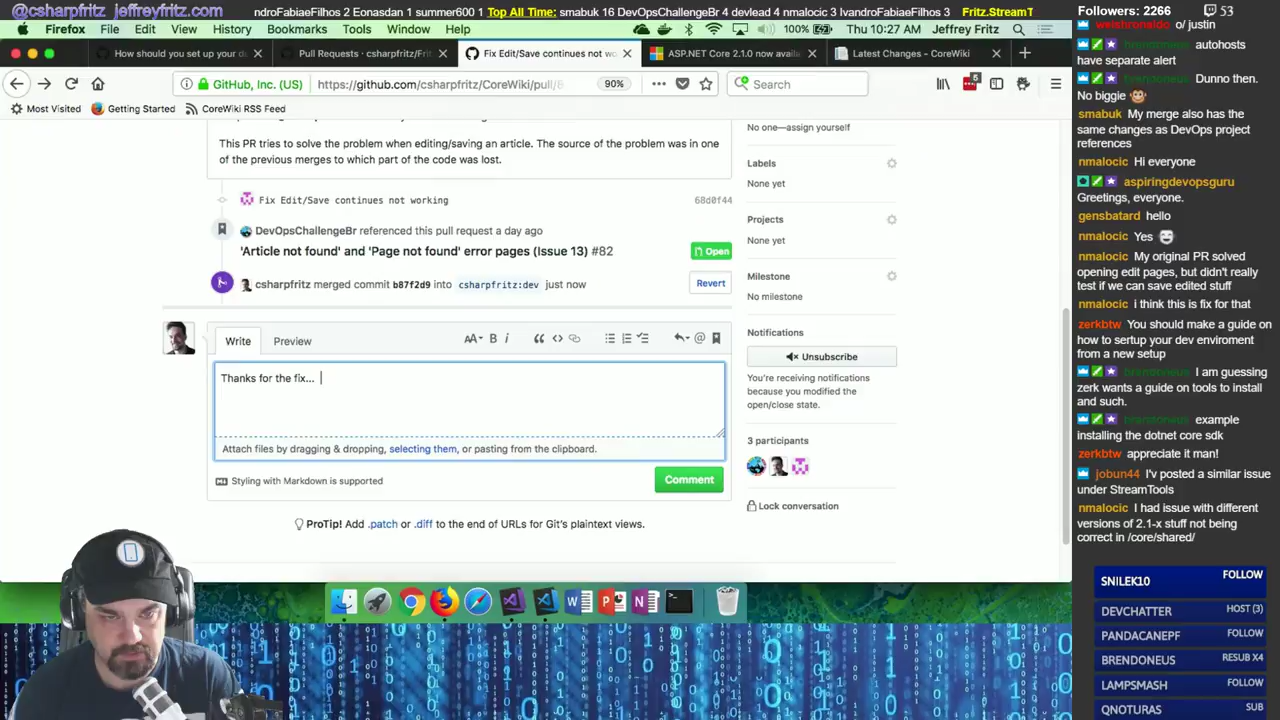 @csharpfritz jeffreyfritz.com
ndroFabiaeFilhos 3 Encasdan 1 summer600 1 Top All Time: smabuk 16 DevOpsChallengeBr 4 devlead 4 nmalocic 3 IvandroFabiaeFilhos 3 Fritz.StreamT
Followers: 2266 53
Firefox File Edit View History Bookmarks Tools Window Help 100% Thu 10:27 AM Jeffrey Fritz
How should you set up your de Pull Requests · csharpfritz/Core Fix Edit/Save continues not wo ASP.NET Core 2.1.0 now availa Latest Changes - CoreWiki
GitHub, Inc. (US) https://github.com/csharpfritz/CoreWiki/pull/ 90% Search 5
Most Visited Getting Started CoreWiki RSS Feed
This PR tries to solve the problem when editing/saving an article. The source of the problem was in one
of the previous merges to which part of the code was lost.
Fix Edit/Save continues not working 68d0f44
DevOpsChallengeBr referenced this pull request a day ago
'Article not found' and 'Page not found' error pages (Issue 13) #82 Open
csharpfritz merged commit b87f2d9 into csharpfritz:dev just now Revert
Write Preview AA B i
Thanks for the fix...
Attach files by dragging & dropping, selecting them, or pasting from the clipboard.
Styling with Markdown is supported Comment
ProTip! Add .patch or .diff to the end of URLs for Git's plaintext views.
No one—assign yourself
Labels
None yet
Projects
None yet
Milestone
No milestone
Notifications
Unsubscribe
You're receiving notifications
because you modified the
open/close state.
3 participants
Lock conversation
welshronaldo o/ justin
autohosts
have separate alert
Dunno then.
No biggie
smabuk: My merge also has the
same changes as DevOps project
references
nmalocic Hi everyone
aspiringdevopsguru
Greetings, everyone.
gensbatard hello
nmalocic Yes
nmalocic My original PR solved
opening edit pages, but didn't really
test if we can save edited stuff
nmalocic i think this is fix for that
zerkbtw You should make a guide on
how to sertup your dev enviroment
from a new setup
brendoneus I am guessing
zerk wants a guide on tools to install
and such.
brendoneus example
installing the dotnet core sdk
zerkbtw appreciate it man!
jobun44 I'v posted a similar issue
under StreamTools
nmalocic I had issue with different
versions of 2.1-x stuff not being
correct in /core/shared/
SNILEK10 FOLLOW
DEVCHATTER HOST (3)
PANDACANEPF FOLLOW
BRENDONEUS RESUB X4
LAMPSMASH FOLLOW
QNOTURAS SUB